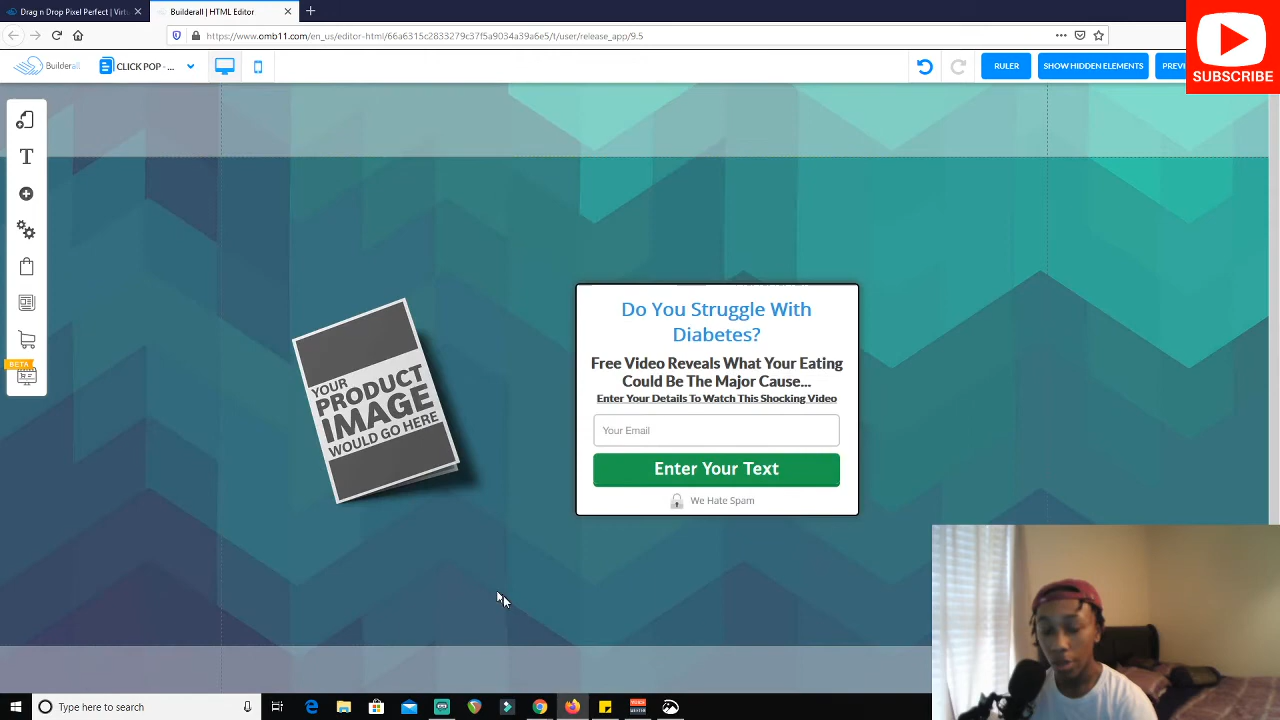 Drag n Drop Pixel Perfect | Virtu
Builderall | HTML Editor
https://www.omb11.com/en_us/editor-html/66a6315c2833279c37f5a9034a39a6e5/t/user/release_app/9.5
SUBSCRIBE
Builderall
CLICK POP - ...
RULER
SHOW HIDDEN ELEMENTS
PREVI
T
BETA
YOUR
PRODUCT
IMAGE
WOULD GO HERE
Do You Struggle With
Diabetes?
Free Video Reveals What Your Eating
Could Be The Major Cause...
Enter Your Details To Watch This Shocking Video
Your Email
Enter Your Text
We Hate Spam
Type here to search